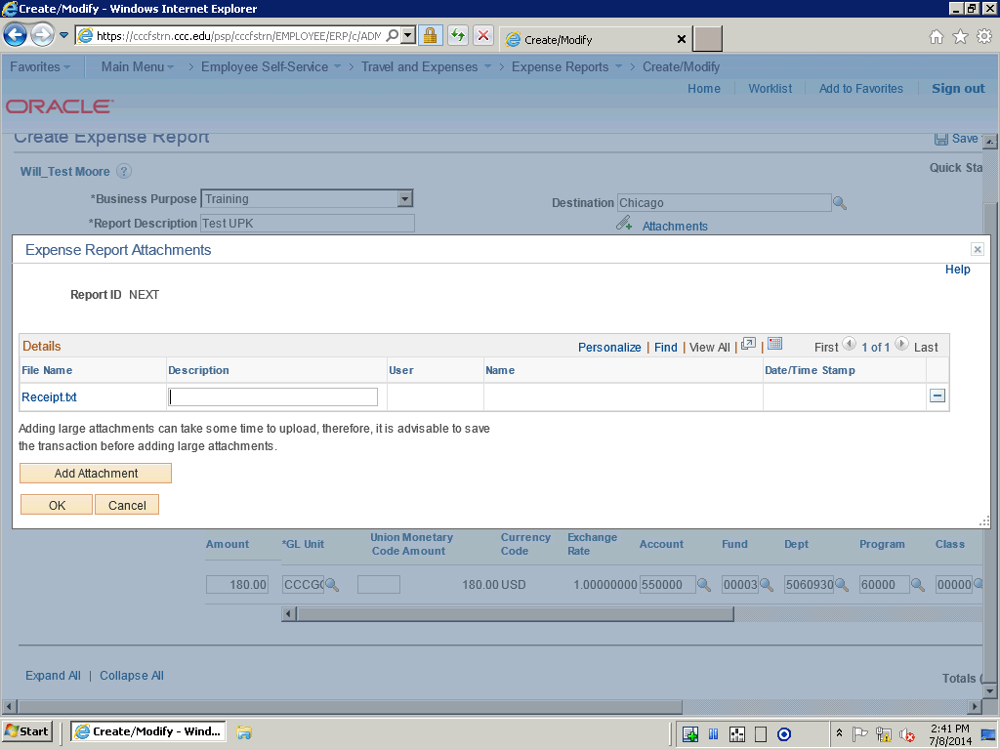 Create/Modify - Windows Internet Explorer
https://cccfstrn.ccc.edu/psp/cccfstrn/EMPLOYEE/ERP/c/ADM
Create/Modify
Favorites
Main Menu > Employee Self-Service > Travel and Expenses > Expense Reports > Create/Modify
Home
Worklist
Add to Favorites
Sign out
ORACLE
Create Expense Report
Save
Will_Test Moore
Quick Sta
*Business Purpose Training
Destination Chicago
*Report Description Test UPK
Attachments
Expense Report Attachments
Help
Report ID NEXT
Details
Personalize | Find | View All | | First 1 of 1 Last
File Name Description User Name Date/Time Stamp
Receipt.txt
Adding large attachments can take some time to upload, therefore, it is advisable to save
the transaction before adding large attachments.
Add Attachment
OK Cancel
Amount *GL Unit Union Monetary Currency Exchange Account Fund Dept Program Class
Code Amount Code Rate
180.00 CCCG 180.00 USD 1.00000000 550000 00003 5060930 60000 00000
Expand All | Collapse All
Totals (
Start
Create/Modify - Wind...
2:41 PM
7/8/2014